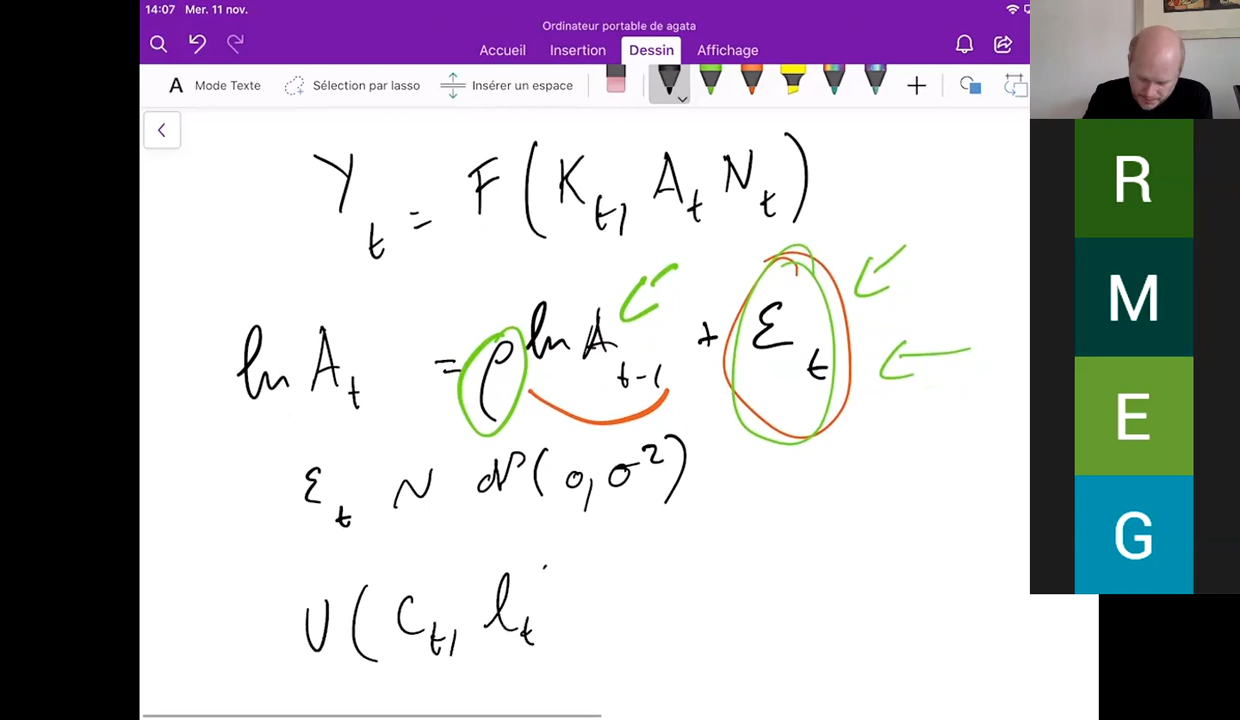 14:07 Mer. 11 nov.
Ordinateur portable de agata
Accueil Insertion Dessin Affichage
A Mode Texte Sélection par lasso Insérer un espace
Y_t = F(K_t, A_t N_t)
ln A_t = ρ ln A_{t-1} + ε_t
ε_t ~ N(0, σ²)
U(C_t, l_t
R
M
E
G